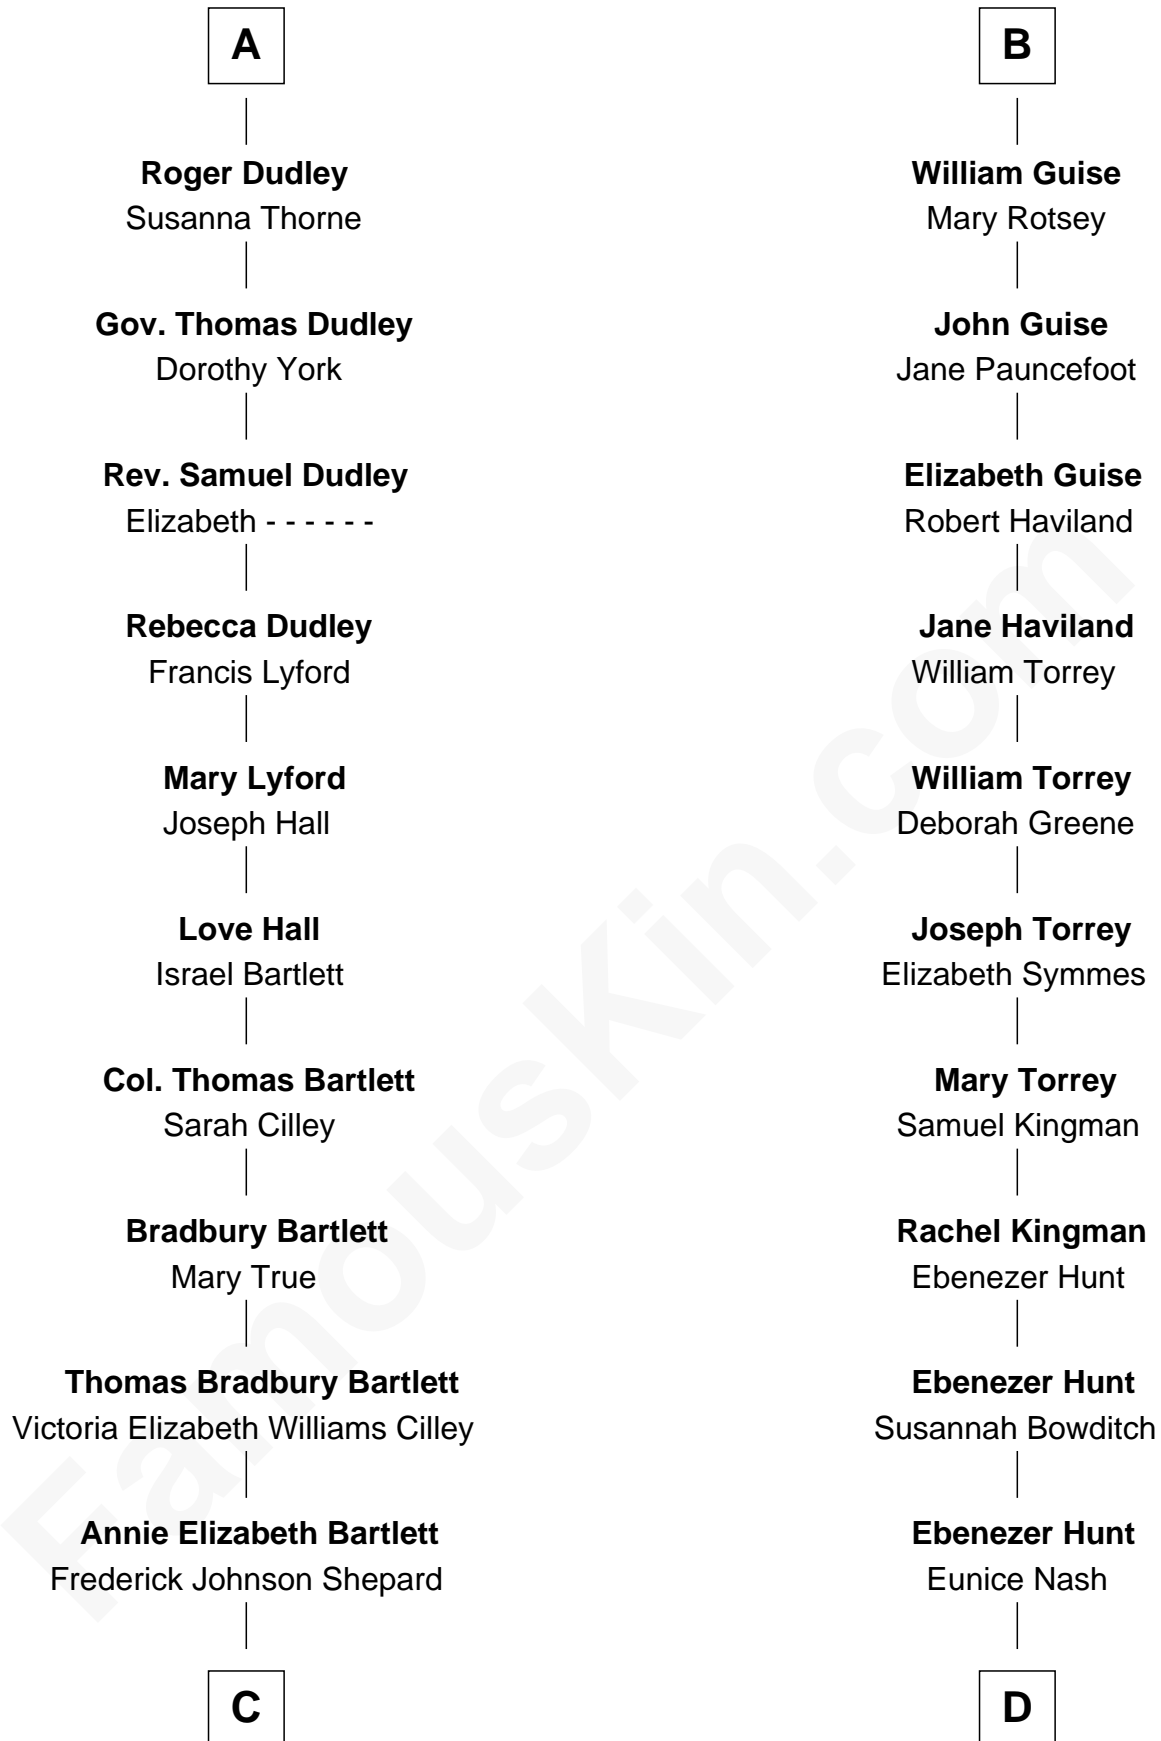 A
Roger Dudley
Susanna Thorne
Gov. Thomas Dudley
Dorothy York
Rev. Samuel Dudley
Elizabeth - - - - - -
Rebecca Dudley
Francis Lyford
Mary Lyford
Joseph Hall
Love Hall
Israel Bartlett
Col. Thomas Bartlett
Sarah Cilley
Bradbury Bartlett
Mary True
Thomas Bradbury Bartlett
Victoria Elizabeth Williams Cilley
Annie Elizabeth Bartlett
Frederick Johnson Shepard
C
B
William Guise
Mary Rotsey
John Guise
Jane Pauncefoot
Elizabeth Guise
Robert Haviland
Jane Haviland
William Torrey
William Torrey
Deborah Greene
Joseph Torrey
Elizabeth Symmes
Mary Torrey
Samuel Kingman
Rachel Kingman
Ebenezer Hunt
Ebenezer Hunt
Susannah Bowditch
Ebenezer Hunt
Eunice Nash
D
FamousKin.com